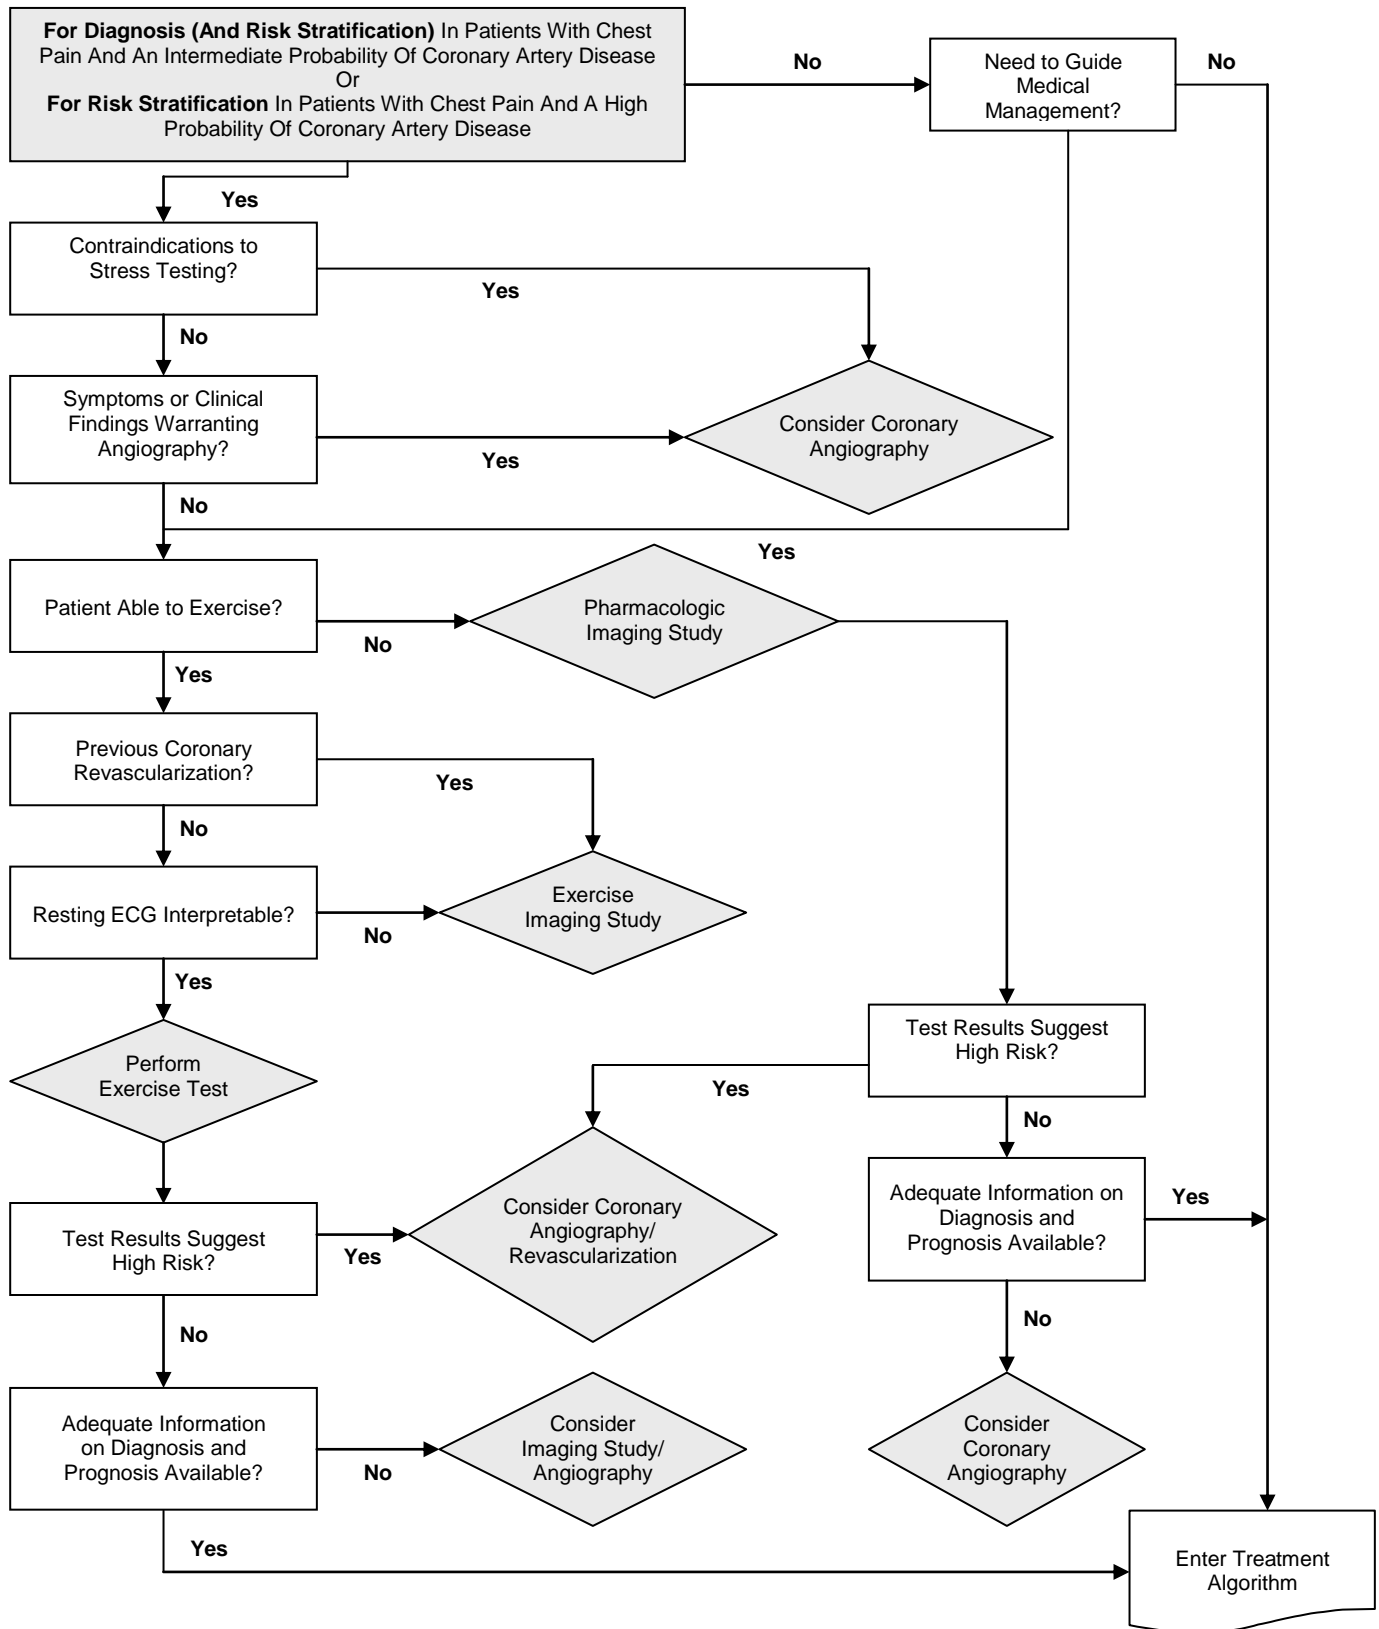 For Diagnosis (And Risk Stratification) In Patients With Chest
Pain And An Intermediate Probability Of Coronary Artery Disease
Or
For Risk Stratification In Patients With Chest Pain And A High
Probability Of Coronary Artery Disease
No
Need to Guide
Medical
Management?
No
Yes
Contraindications to
Stress Testing?
Yes
No
Symptoms or Clinical
Findings Warranting
Angiography?
Yes
Consider Coronary
Angiography
No
Yes
Patient Able to Exercise?
No
Pharmacologic
Imaging Study
Yes
Previous Coronary
Revascularization?
Yes
No
Resting ECG Interpretable?
No
Exercise
Imaging Study
Yes
Perform
Exercise Test
Test Results Suggest
High Risk?
Yes
No
Adequate Information on
Diagnosis and
Prognosis Available?
Yes
Test Results Suggest
High Risk?
Yes
Consider Coronary
Angiography/
Revascularization
No
No
Adequate Information
on Diagnosis and
Prognosis Available?
No
Consider
Imaging Study/
Angiography
Consider
Coronary
Angiography
Yes
Enter Treatment
Algorithm